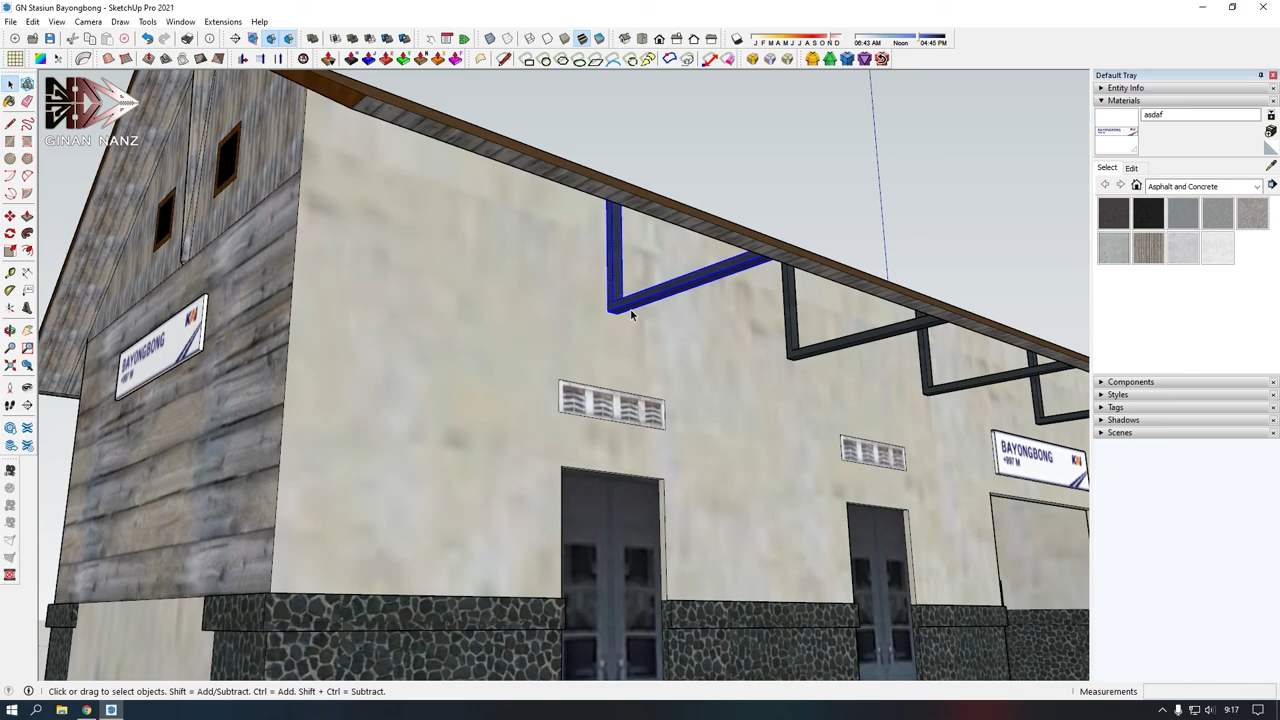 GN Stasiun Bayongbong - SketchUp Pro 2021
File Edit View Camera Draw Tools Window Extensions Help
J F M A M J J A S O N D
06:43 AM Noon 04:45 PM
GINAN NANZ
BAYONGBONG
BAYONGBONG
+997 M
Default Tray
Entity Info
Materials
asdaf
Select Edit
Asphalt and Concrete
Components
Styles
Tags
Shadows
Scenes
Click or drag to select objects. Shift = Add/Subtract. Ctrl = Add. Shift + Ctrl = Subtract.
Measurements
9:17